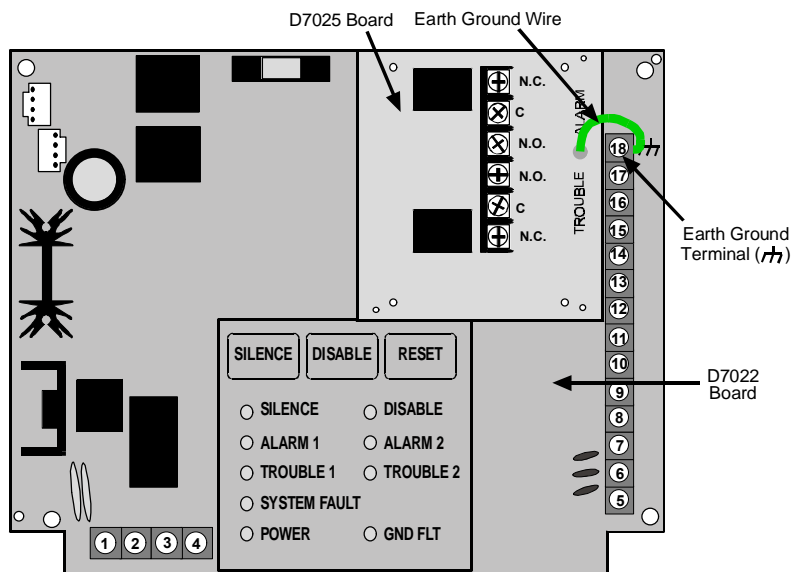 D7025 Board
Earth Ground Wire
N.C.
C
N.O.
N.O.
C
N.C.
ALARM
TROUBLE
18
17
16
15
14
13
12
11
10
9
8
7
6
5
Earth Ground
Terminal ( )
D7022
Board
SILENCE DISABLE RESET
SILENCE DISABLE
ALARM 1 ALARM 2
TROUBLE 1 TROUBLE 2
SYSTEM FAULT
POWER GND FLT
1 2 3 4